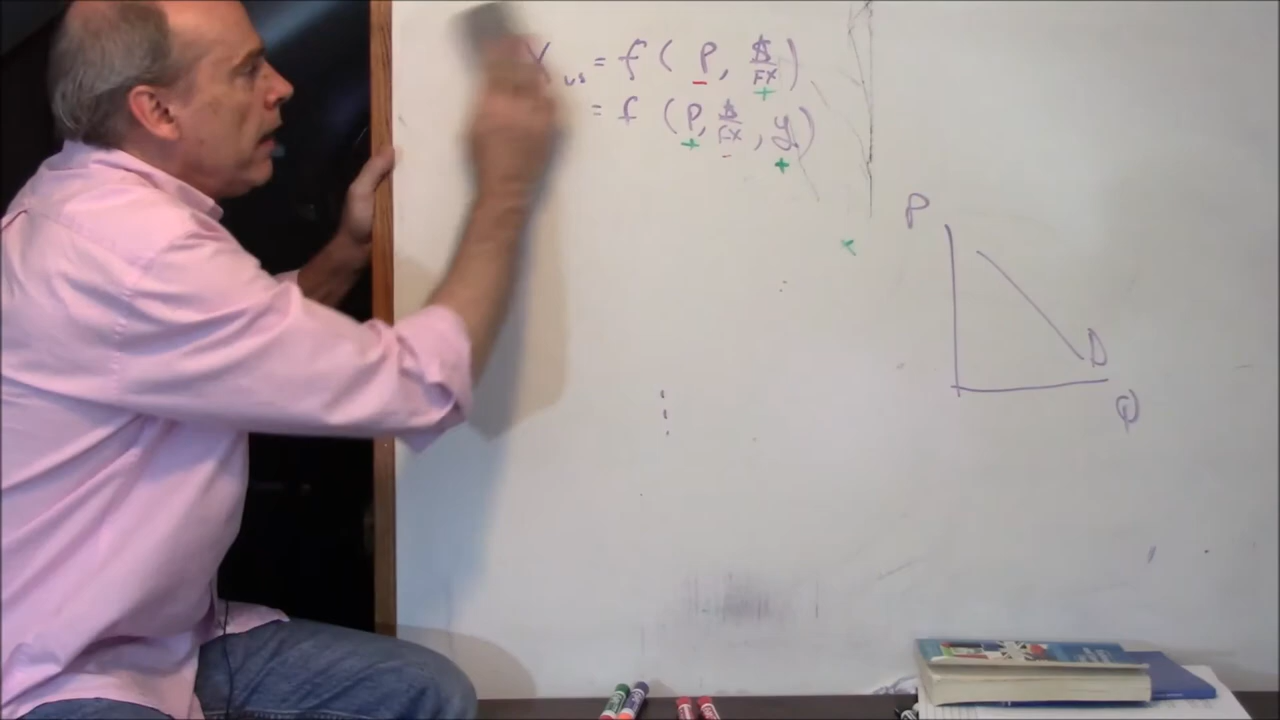 X us = f ( P, $/FX )
-
+
= f ( P, $/FX , y )
+
-
+
P
D
Q